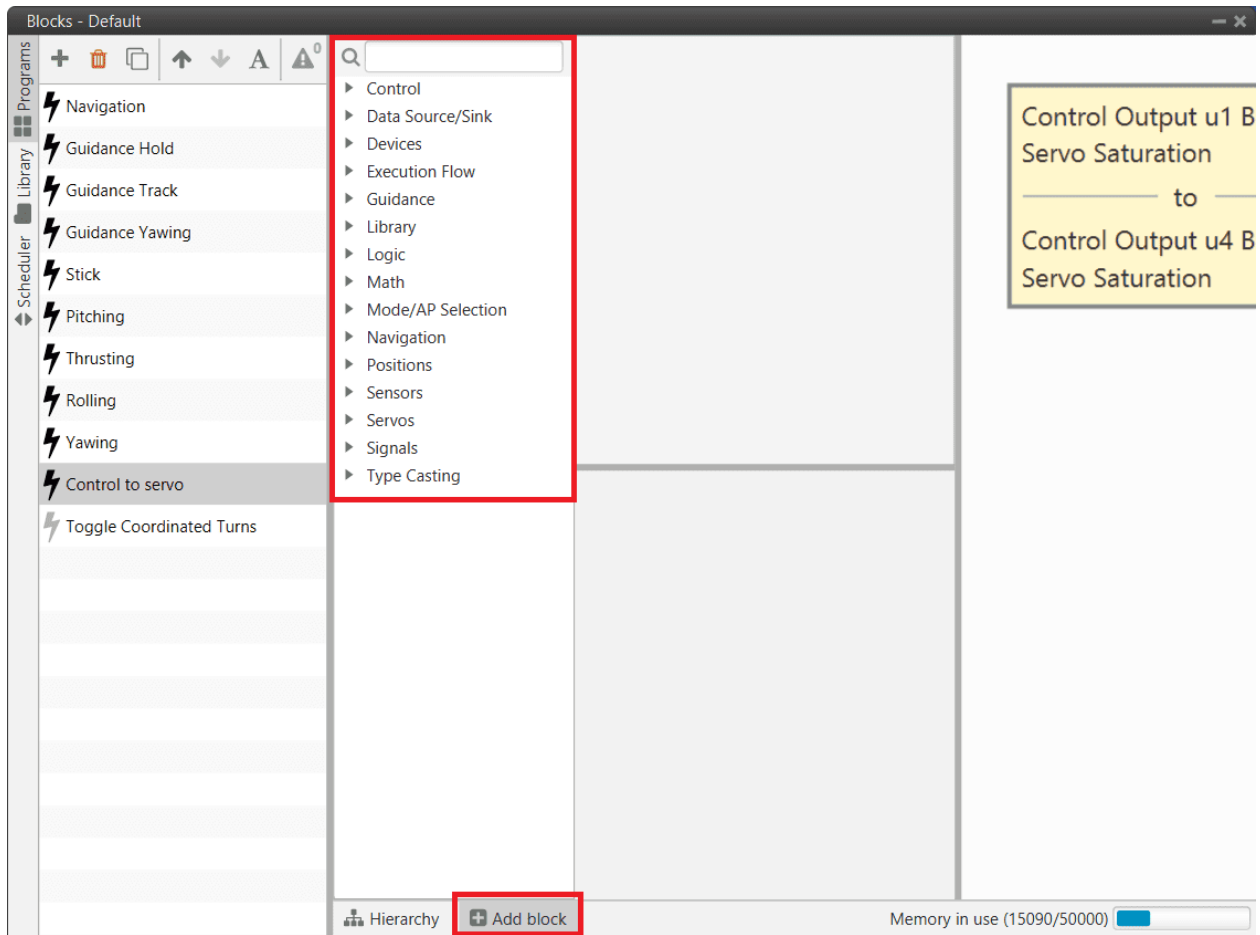 Blocks - Default
Programs
Library
Scheduler
A
0
Navigation
Guidance Hold
Guidance Track
Guidance Yawing
Stick
Pitching
Thrusting
Rolling
Yawing
Control to servo
Toggle Coordinated Turns
Control
Data Source/Sink
Devices
Execution Flow
Guidance
Library
Logic
Math
Mode/AP Selection
Navigation
Positions
Sensors
Servos
Signals
Type Casting
Control Output u1 B
Servo Saturation
to
Control Output u4 B
Servo Saturation
Hierarchy
Add block
Memory in use (15090/50000)